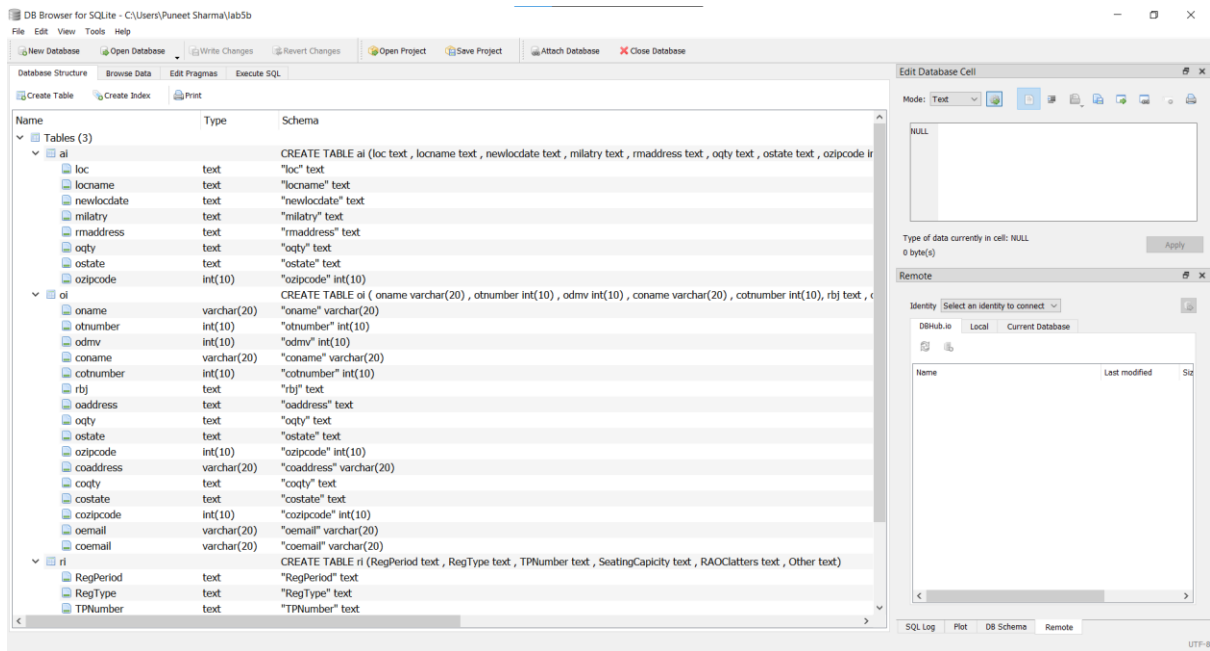 DB Browser for SQLite - C:\Users\Puneet Sharma\lab5b
File Edit View Tools Help
New Database Open Database Write Changes Revert Changes Open Project Save Project Attach Database Close Database
Database Structure Browse Data Edit Pragmas Execute SQL
Create Table Create Index Print
Name Type Schema
Tables (3)
ai CREATE TABLE ai (loc text , locname text , newlocdate text , milatry text , rmaddress text , oqty text , ostate text , ozipcode in
loc text "loc" text
locname text "locname" text
newlocdate text "newlocdate" text
milatry text "milatry" text
rmaddress text "rmaddress" text
oqty text "oqty" text
ostate text "ostate" text
ozipcode int(10) "ozipcode" int(10)
oi CREATE TABLE oi ( oname varchar(20) , otnumber int(10) , odmv int(10) , coname varchar(20) , cotnumber int(10), rbj text , o
oname varchar(20) "oname" varchar(20)
otnumber int(10) "otnumber" int(10)
odmv int(10) "odmv" int(10)
coname varchar(20) "coname" varchar(20)
cotnumber int(10) "cotnumber" int(10)
rbj text "rbj" text
oaddress text "oaddress" text
oqty text "oqty" text
ostate text "ostate" text
ozipcode int(10) "ozipcode" int(10)
coaddress varchar(20) "coaddress" varchar(20)
coqty text "coqty" text
costate text "costate" text
cozipcode int(10) "cozipcode" int(10)
oemail varchar(20) "oemail" varchar(20)
coemail varchar(20) "coemail" varchar(20)
ri CREATE TABLE ri (RegPeriod text , RegType text , TPNumber text , SeatingCapicity text , RAOClatters text , Other text)
RegPeriod text "RegPeriod" text
RegType text "RegType" text
TPNumber text "TPNumber" text
Edit Database Cell
Mode: Text
NULL
Type of data currently in cell: NULL
0 byte(s)
Apply
Remote
Identity Select an identity to connect
DBHub.io Local Current Database
Name Last modified Siz
SQL Log Plot DB Schema Remote
UTF-8